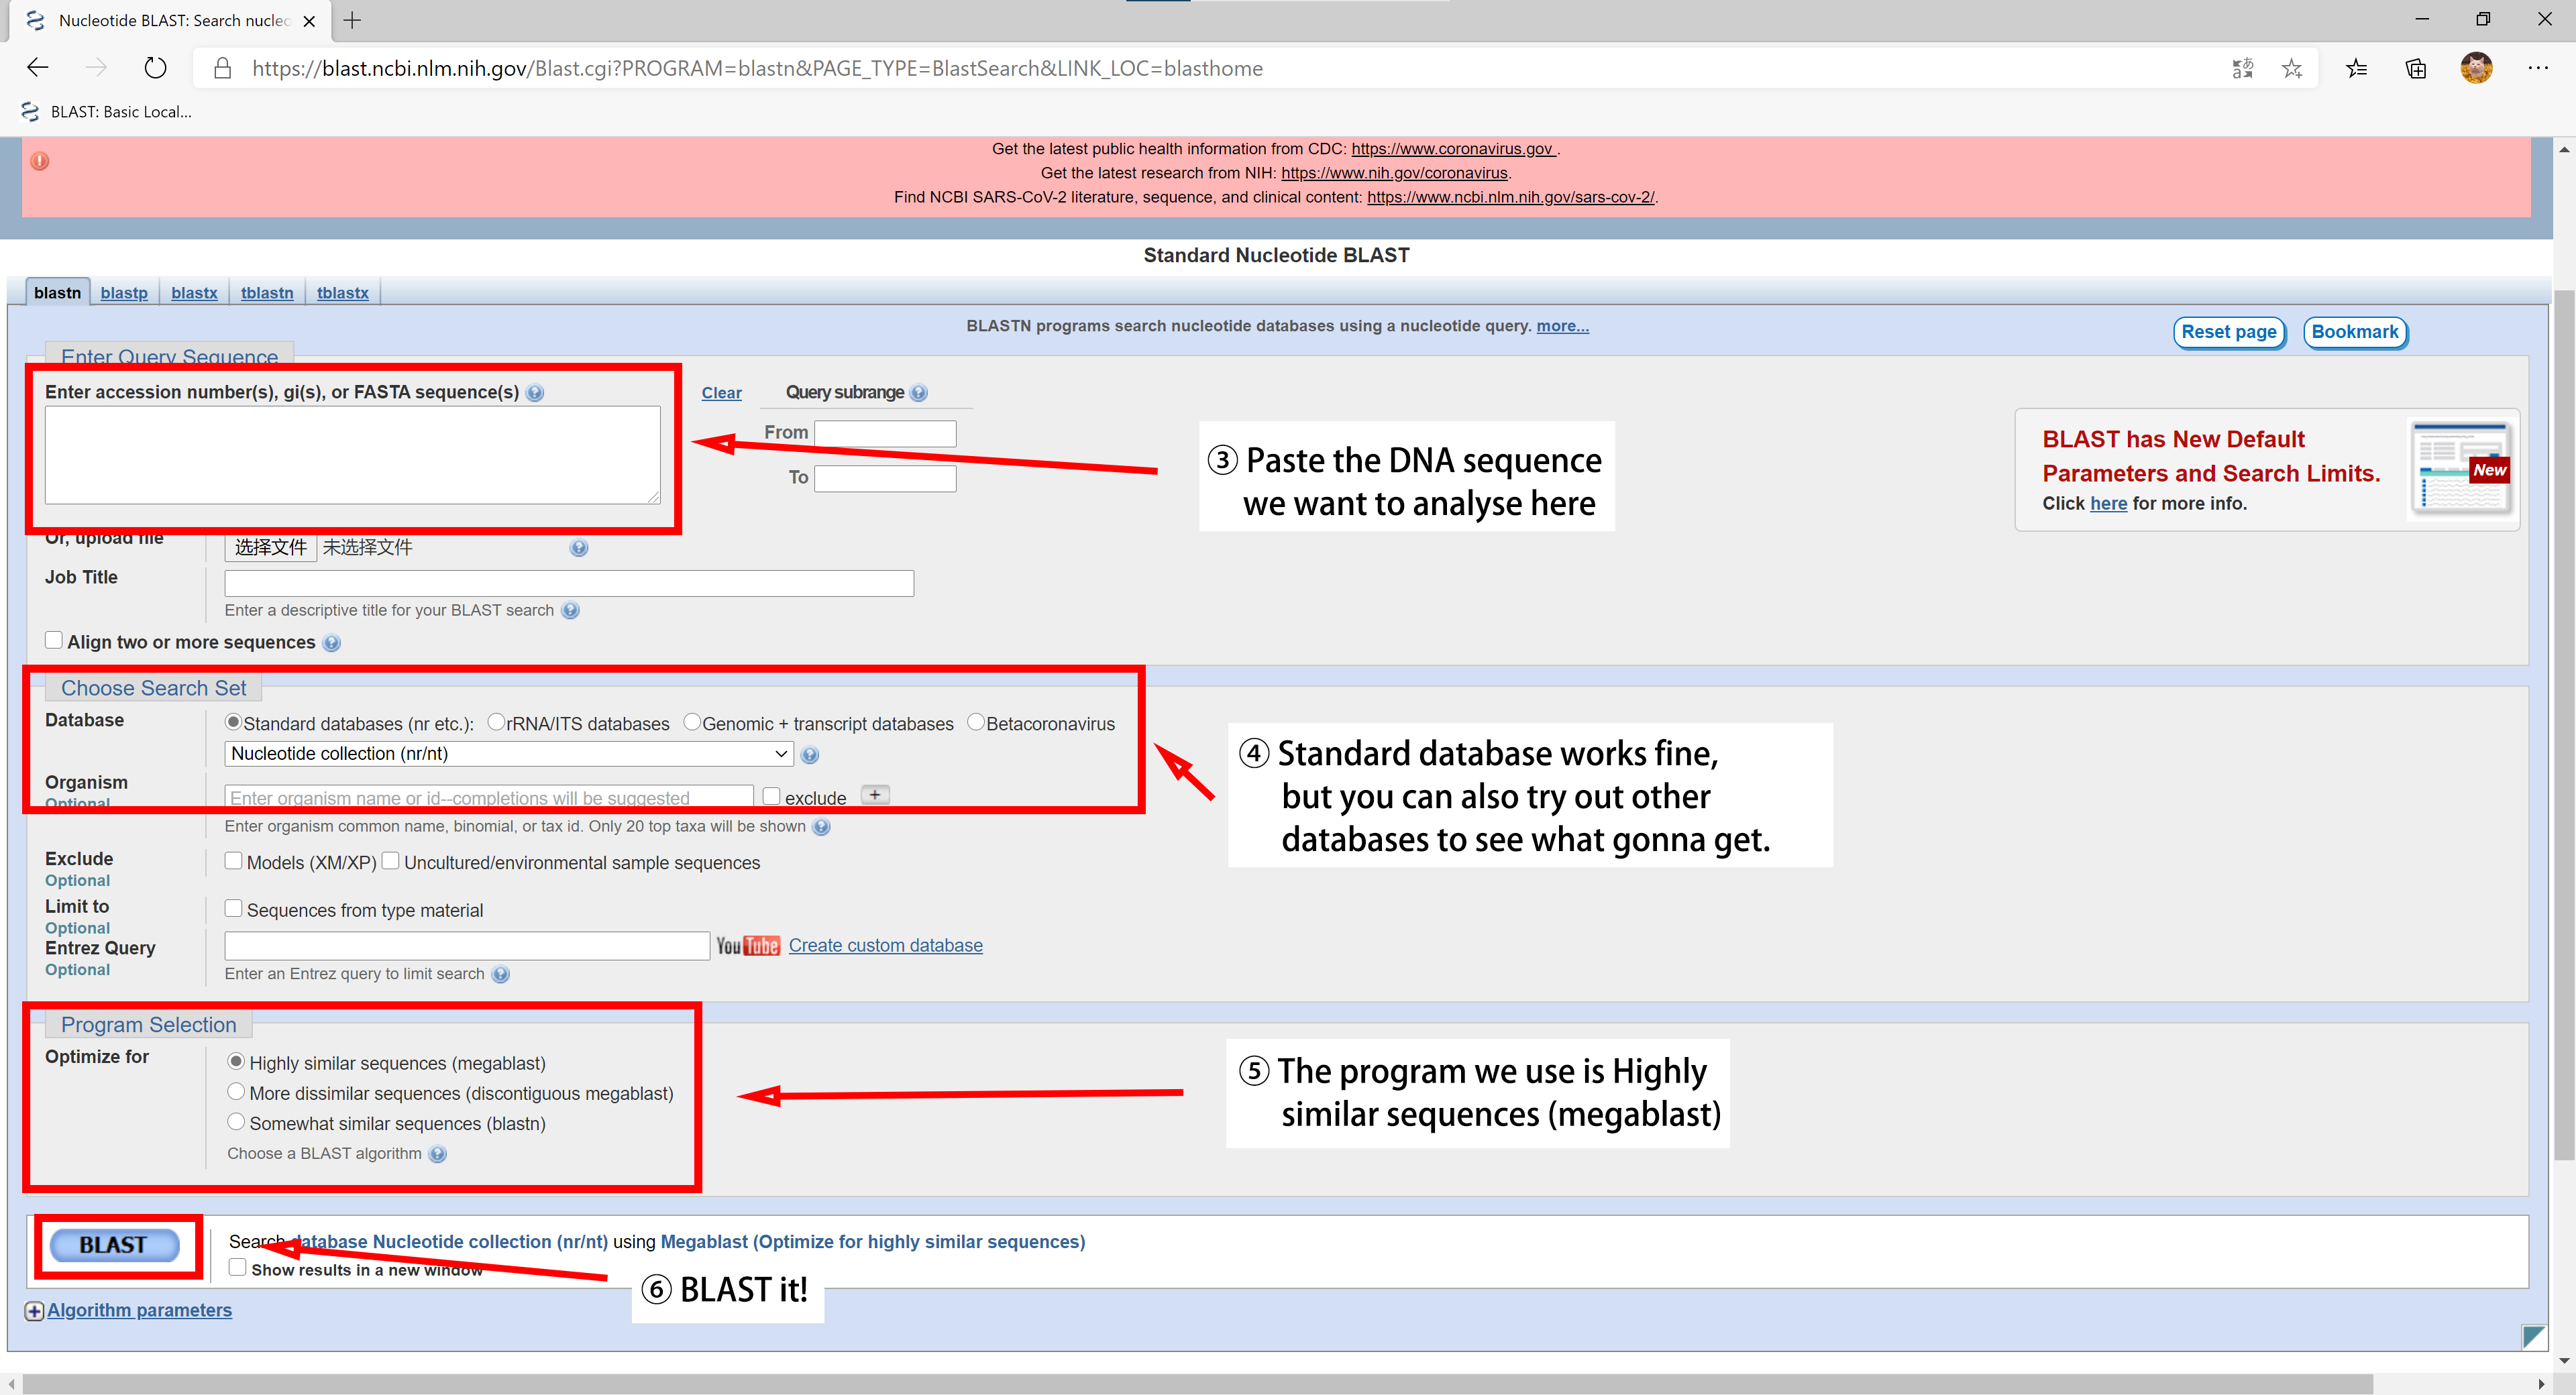 Nucleotide BLAST: Search nucleo
https://blast.ncbi.nlm.nih.gov/Blast.cgi?PROGRAM=blastn&PAGE_TYPE=BlastSearch&LINK_LOC=blasthome
BLAST: Basic Local...
Get the latest public health information from CDC: https://www.coronavirus.gov .
Get the latest research from NIH: https://www.nih.gov/coronavirus.
Find NCBI SARS-CoV-2 literature, sequence, and clinical content: https://www.ncbi.nlm.nih.gov/sars-cov-2/.
Standard Nucleotide BLAST
blastn blastp blastx tblastn tblastx
BLASTN programs search nucleotide databases using a nucleotide query. more...
Reset page Bookmark
Enter Query Sequence
Enter accession number(s), gi(s), or FASTA sequence(s)
Clear
Query subrange
From
To
③ Paste the DNA sequence
we want to analyse here
BLAST has New Default
Parameters and Search Limits.
Click here for more info.
New
Or, upload file 选择文件 未选择文件
Job Title
Enter a descriptive title for your BLAST search
Align two or more sequences
Choose Search Set
Database Standard databases (nr etc.): rRNA/ITS databases Genomic + transcript databases Betacoronavirus
Nucleotide collection (nr/nt)
Organism
Optional
Enter organism name or id--completions will be suggested exclude +
Enter organism common name, binomial, or tax id. Only 20 top taxa will be shown
④ Standard database works fine,
but you can also try out other
databases to see what gonna get.
Exclude Models (XM/XP) Uncultured/environmental sample sequences
Optional
Limit to Sequences from type material
Optional
Entrez Query YouTube Create custom database
Optional
Enter an Entrez query to limit search
Program Selection
Optimize for Highly similar sequences (megablast)
More dissimilar sequences (discontiguous megablast)
Somewhat similar sequences (blastn)
Choose a BLAST algorithm
⑤ The program we use is Highly
similar sequences (megablast)
BLAST
Search database Nucleotide collection (nr/nt) using Megablast (Optimize for highly similar sequences)
Show results in a new window
⑥ BLAST it!
Algorithm parameters